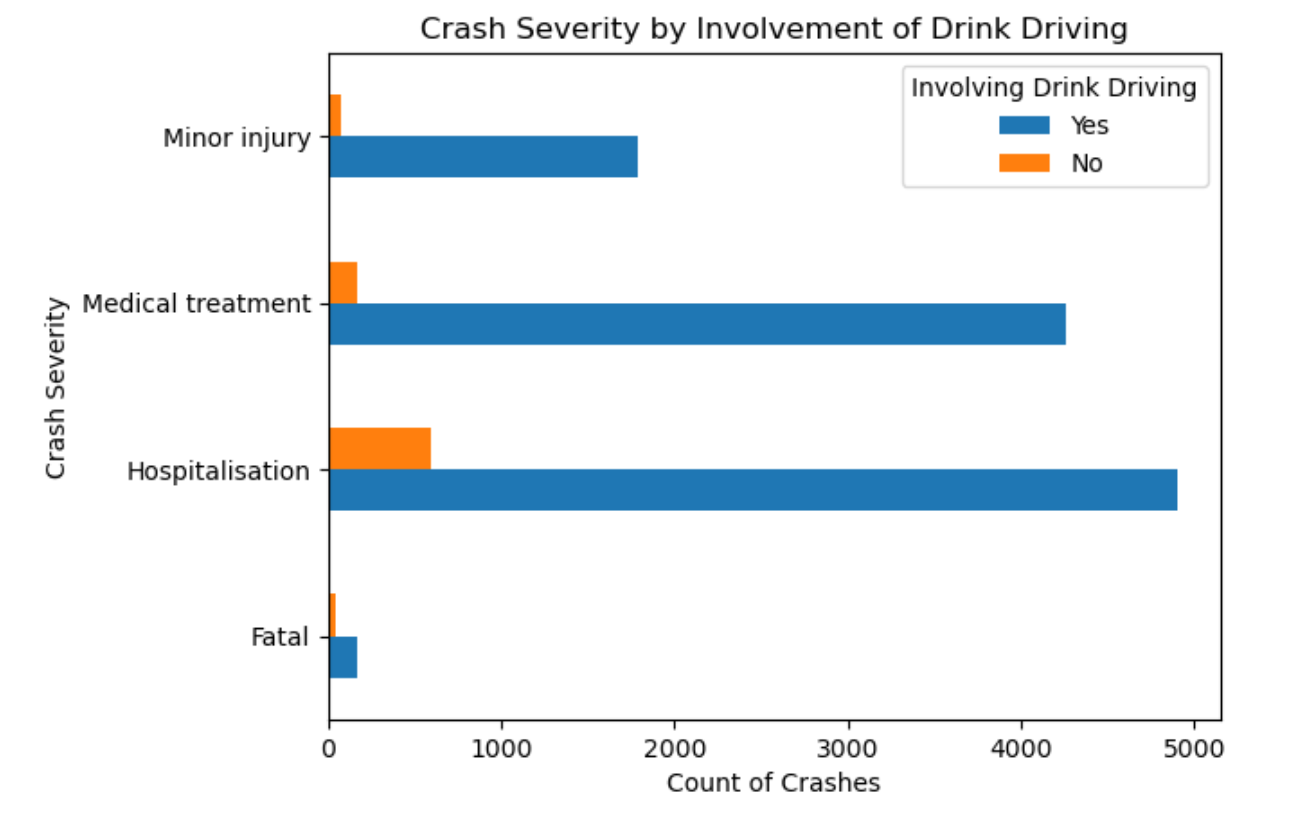 Crash Severity by Involvement of Drink Driving
Involving Drink Driving
Yes
No
Minor injury
Medical treatment
Hospitalisation
Fatal
Crash Severity
0 1000 2000 3000 4000 5000
Count of Crashes